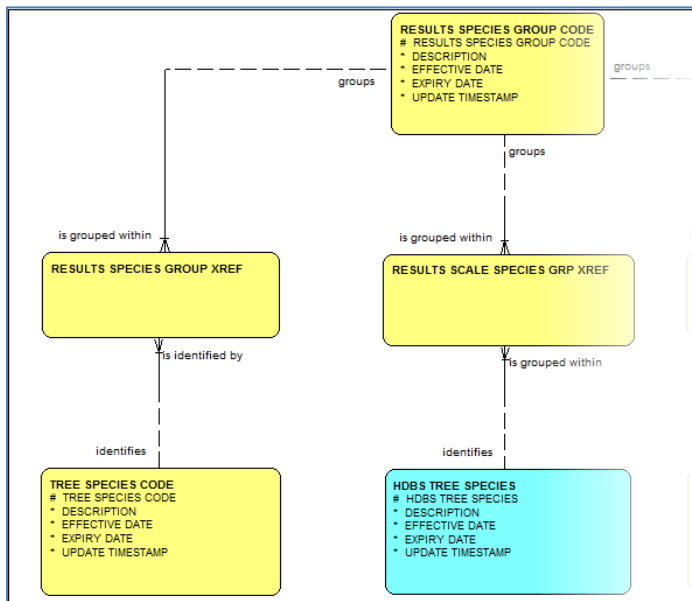 RESULTS SPECIES GROUP CODE
# RESULTS SPECIES GROUP CODE
* DESCRIPTION
* EFFECTIVE DATE
* EXPIRY DATE
* UPDATE TIMESTAMP
groups
groups
groups
is grouped within
is grouped within
RESULTS SPECIES GROUP XREF
RESULTS SCALE SPECIES GRP XREF
is identified by
is grouped within
identifies
identifies
TREE SPECIES CODE
# TREE SPECIES CODE
* DESCRIPTION
* EFFECTIVE DATE
* EXPIRY DATE
* UPDATE TIMESTAMP
HDBS TREE SPECIES
# HDBS TREE SPECIES
* DESCRIPTION
* EFFECTIVE DATE
* EXPIRY DATE
* UPDATE TIMESTAMP